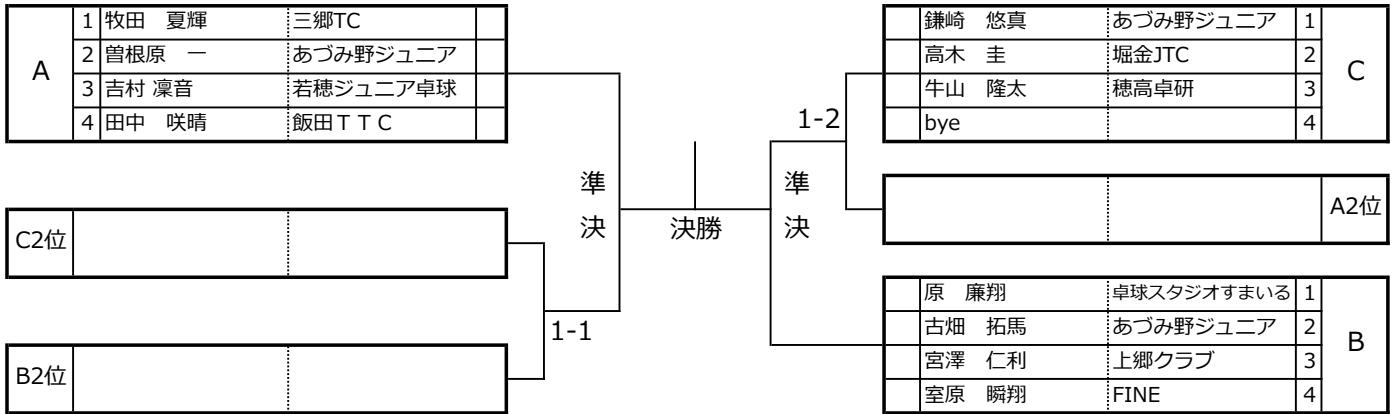 A
1 牧田　夏輝 三郷TC
2 曽根原　一 あづみ野ジュニア
3 吉村 凜音 若穂ジュニア卓球
4 田中　咲晴 飯田ＴＴＣ
C2位
B2位
1-1
準決
決勝
準決
1-2
鎌崎　悠真 あづみ野ジュニア 1
高木　圭 堀金JTC 2
牛山　隆太 穂高卓研 3
bye 4
C
A2位
原　廉翔 卓球スタジオすまいる 1
古畑　拓馬 あづみ野ジュニア 2
宮澤　仁利 上郷クラブ 3
室原　瞬翔 FINE 4
B